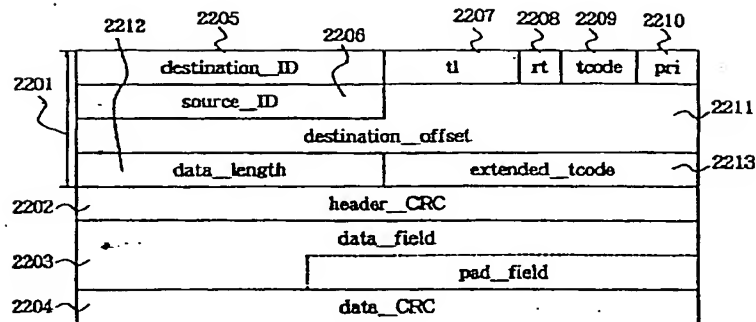 2212 2205 2206 2207 2208 2209 2210
2201 destination_ID tl rt tcode pri
source_ID 2211
destination_offset
data_length extended_tcode 2213
2202 header_CRC
data_field
2203 pad_field
2204 data_CRC